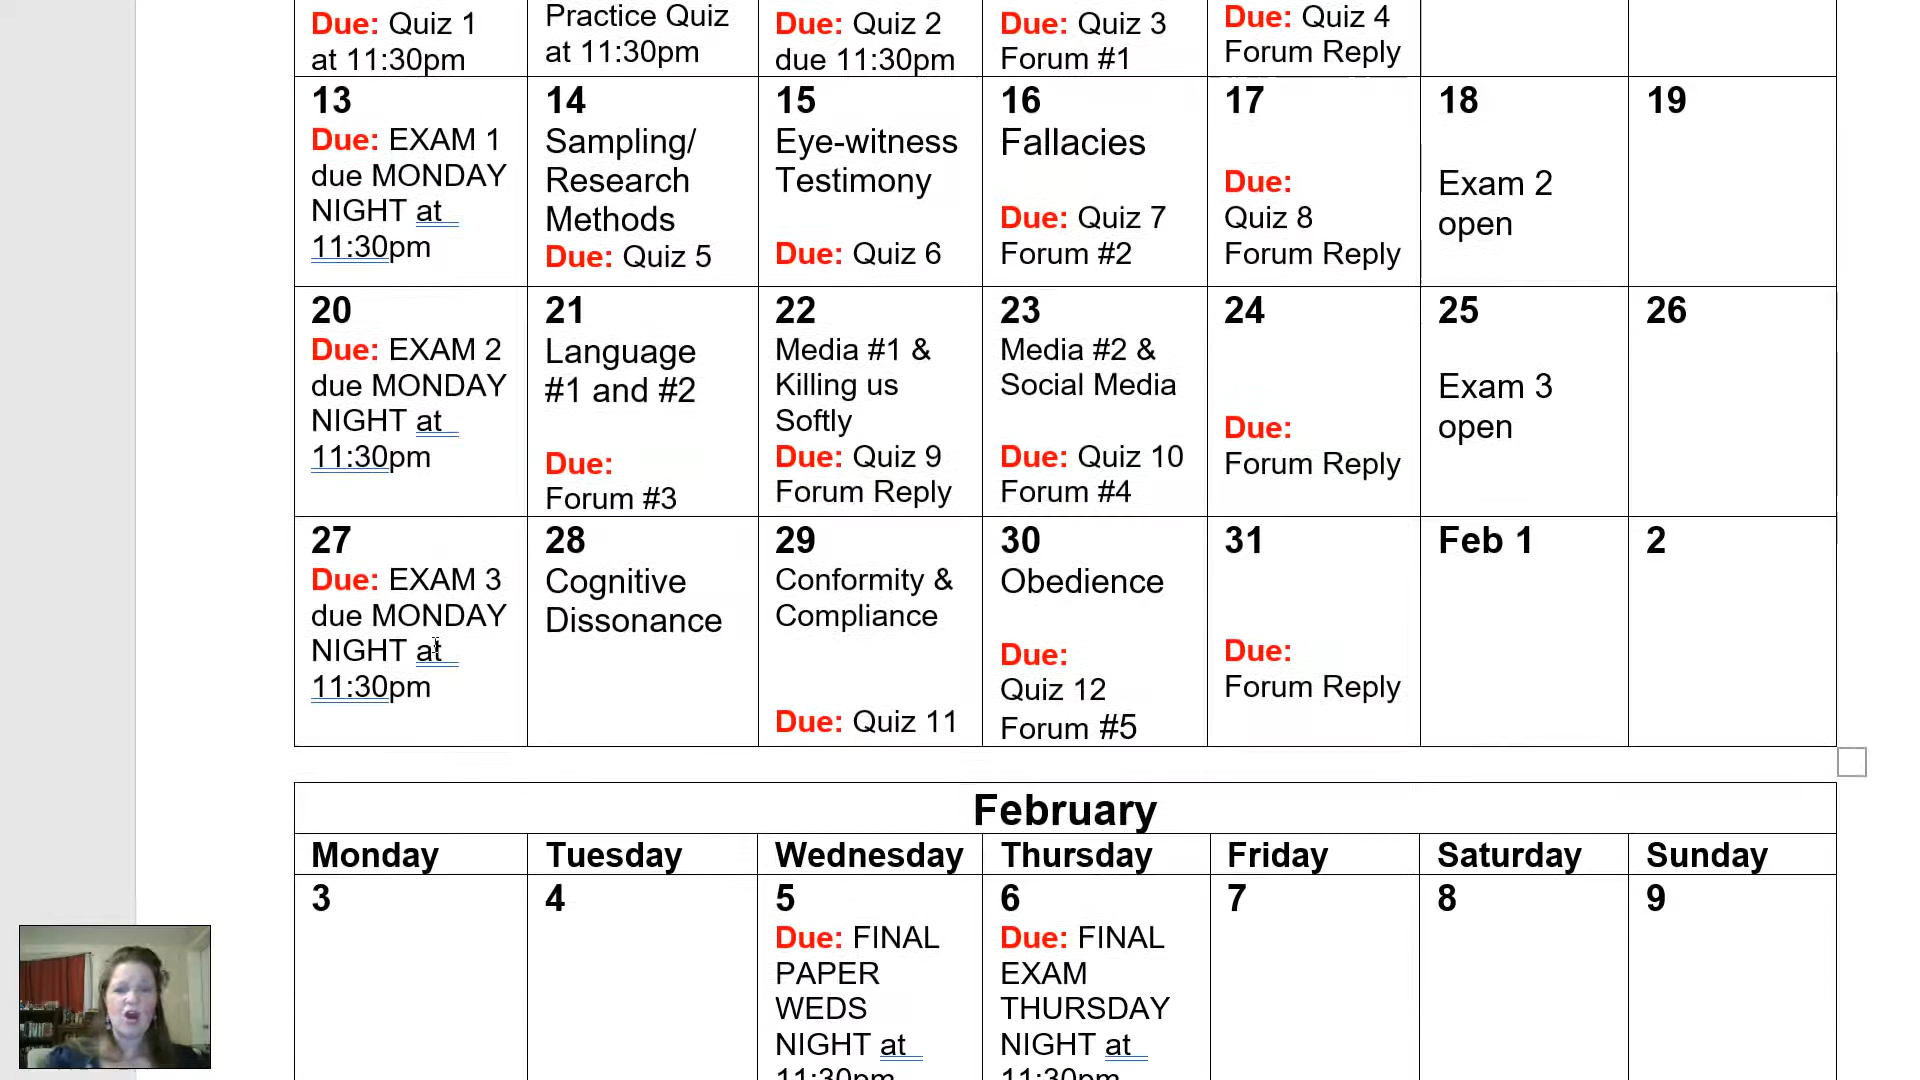 Due: Quiz 1
at 11:30pm
Practice Quiz
at 11:30pm
Due: Quiz 2
due 11:30pm
Due: Quiz 3
Forum #1
Due: Quiz 4
Forum Reply
13
Due: EXAM 1
due MONDAY
NIGHT at
11:30pm
14
Sampling/
Research
Methods
Due: Quiz 5
15
Eye-witness
Testimony
Due: Quiz 6
16
Fallacies
Due: Quiz 7
Forum #2
17
Due:
Quiz 8
Forum Reply
18
Exam 2
open
19
20
Due: EXAM 2
due MONDAY
NIGHT at
11:30pm
21
Language
#1 and #2
Due:
Forum #3
22
Media #1 &
Killing us
Softly
Due: Quiz 9
Forum Reply
23
Media #2 &
Social Media
Due: Quiz 10
Forum #4
24
Due:
Forum Reply
25
Exam 3
open
26
27
Due: EXAM 3
due MONDAY
NIGHT at
11:30pm
28
Cognitive
Dissonance
29
Conformity &
Compliance
Due: Quiz 11
30
Obedience
Due:
Quiz 12
Forum #5
31
Due:
Forum Reply
Feb 1
2
February
Monday
Tuesday
Wednesday
Thursday
Friday
Saturday
Sunday
3
4
5
Due: FINAL
PAPER
WEDS
NIGHT at
11:30pm
6
Due: FINAL
EXAM
THURSDAY
NIGHT at
11:30pm
7
8
9